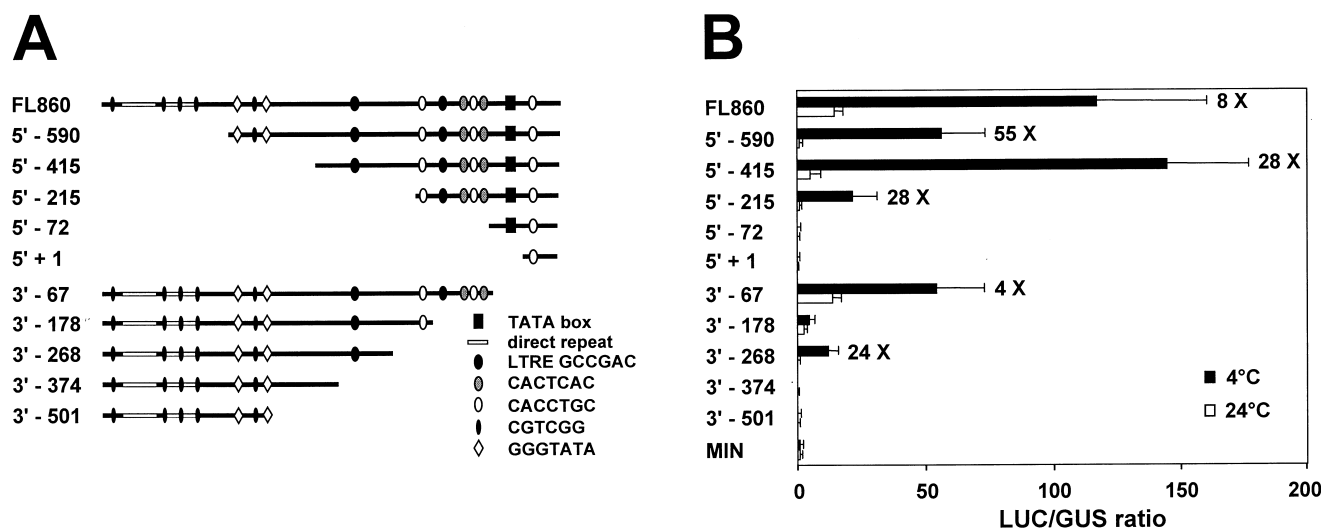 A
FL860
5' - 590
5' - 415
5' - 215
5' - 72
5' + 1
3' - 67
3' - 178
3' - 268
3' - 374
3' - 501
TATA box
direct repeat
LTRE GCCGAC
CACTCAC
CACCTGC
CGTCGG
GGGTATA
B
FL860 8 X
5' - 590 55 X
5' - 415 28 X
5' - 215 28 X
5' - 72
5' + 1
3' - 67 4 X
3' - 178
3' - 268 24 X
3' - 374
3' - 501
MIN
4°C
24°C
0 50 100 150 200
LUC/GUS ratio